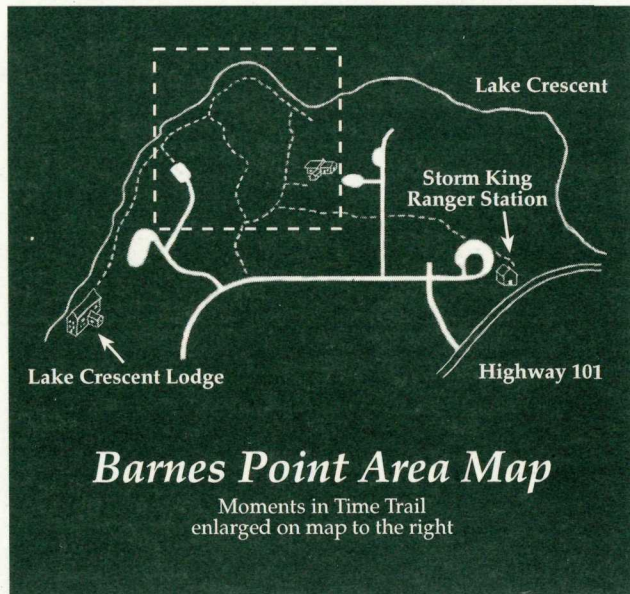 Lake Crescent
Storm King
Ranger Station
Lake Crescent Lodge
Highway 101
Barnes Point Area Map
Moments in Time Trail
enlarged on map to the right